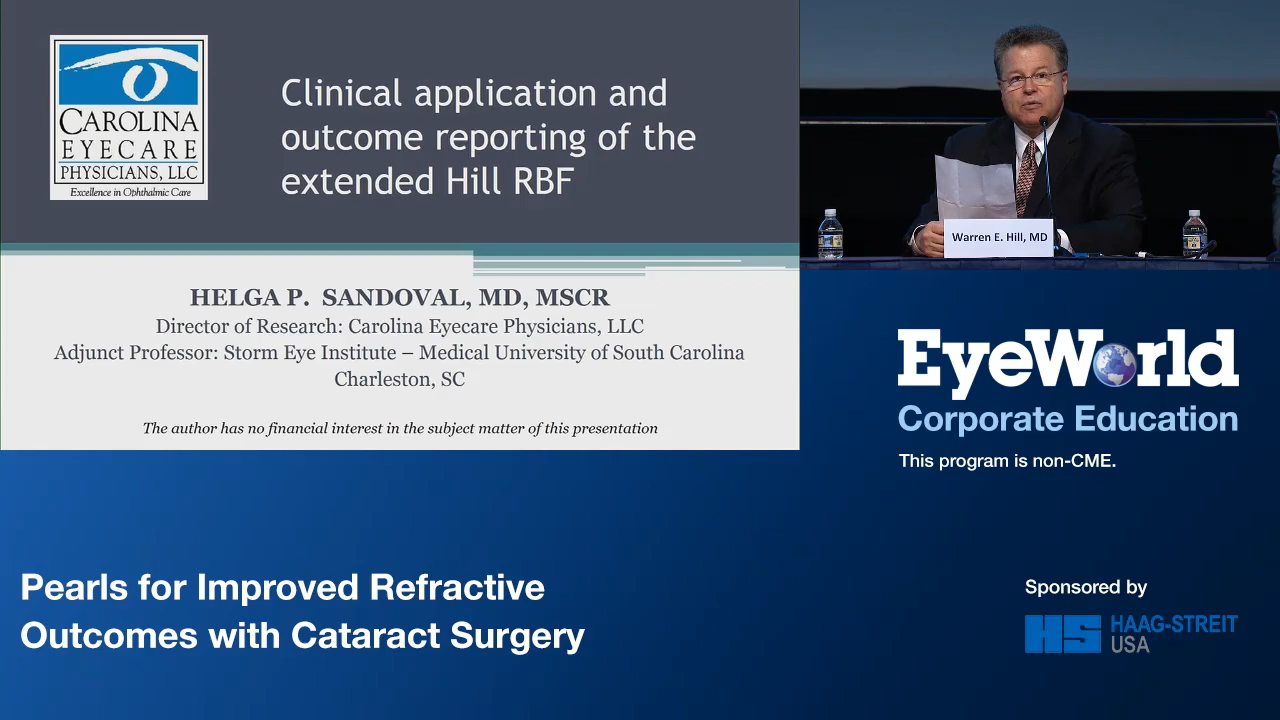 CAROLINA
EYECARE
PHYSICIANS, LLC
Excellence in Ophthalmic Care
Clinical application and
outcome reporting of the
extended Hill RBF
HELGA P. SANDOVAL, MD, MSCR
Director of Research: Carolina Eyecare Physicians, LLC
Adjunct Professor: Storm Eye Institute – Medical University of South Carolina
Charleston, SC
The author has no financial interest in the subject matter of this presentation
Warren E. Hill, MD
EyeWorld
Corporate Education
This program is non-CME.
Pearls for Improved Refractive
Outcomes with Cataract Surgery
Sponsored by
HS HAAG-STREIT
USA